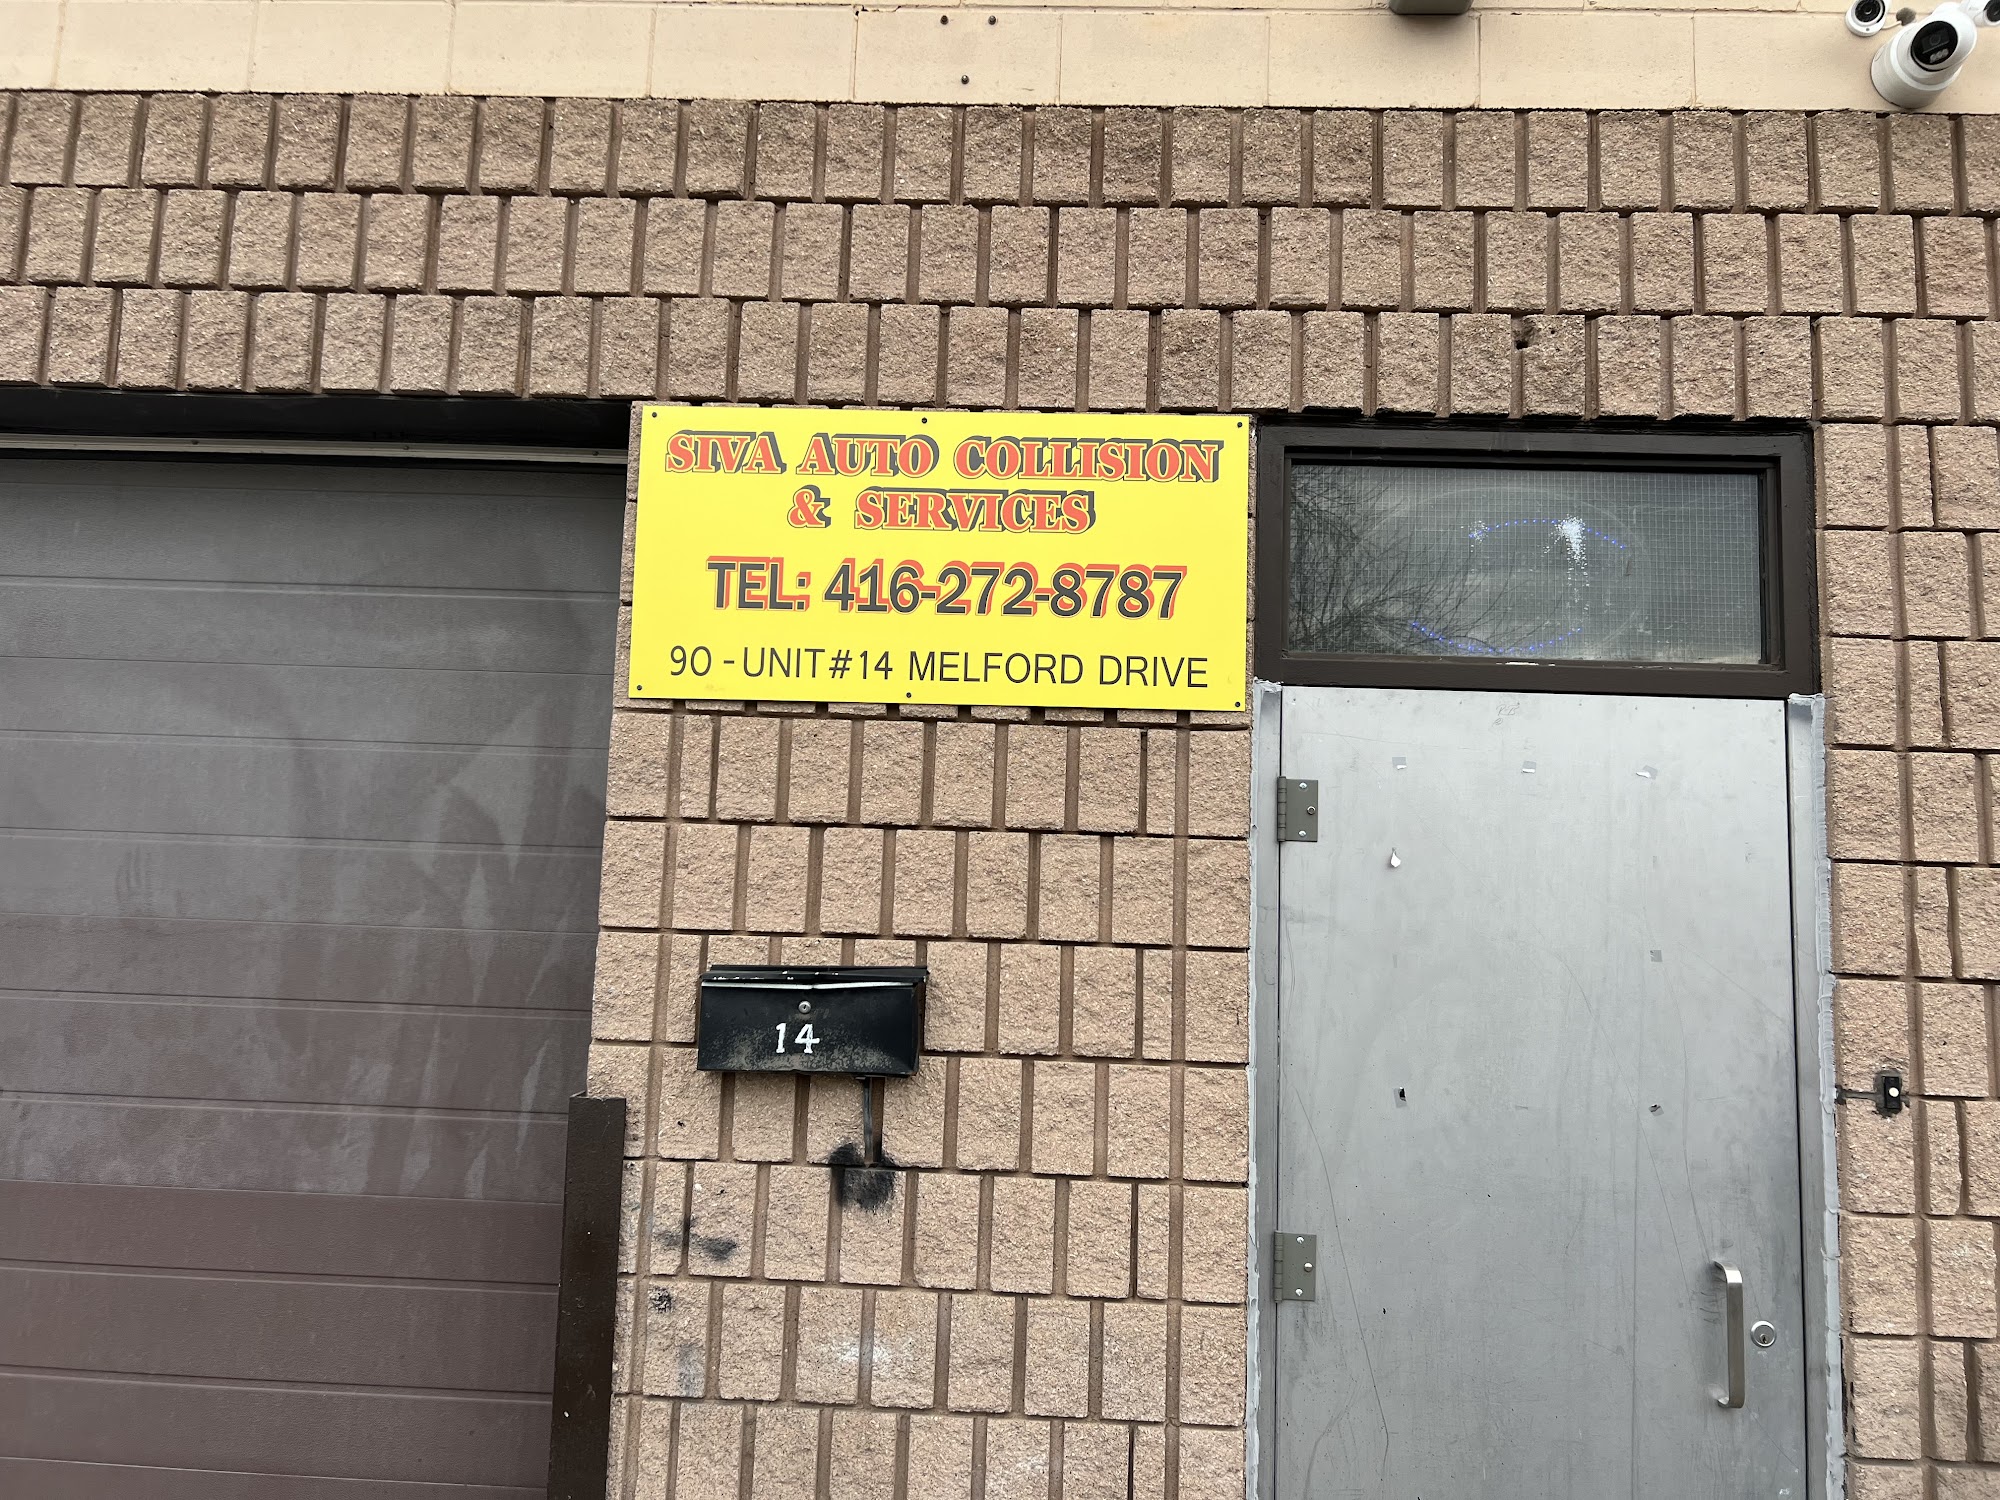 SIVA AUTO COLLISION
& SERVICES
TEL: 416-272-8787
90 - UNIT #14 MELFORD DRIVE
14